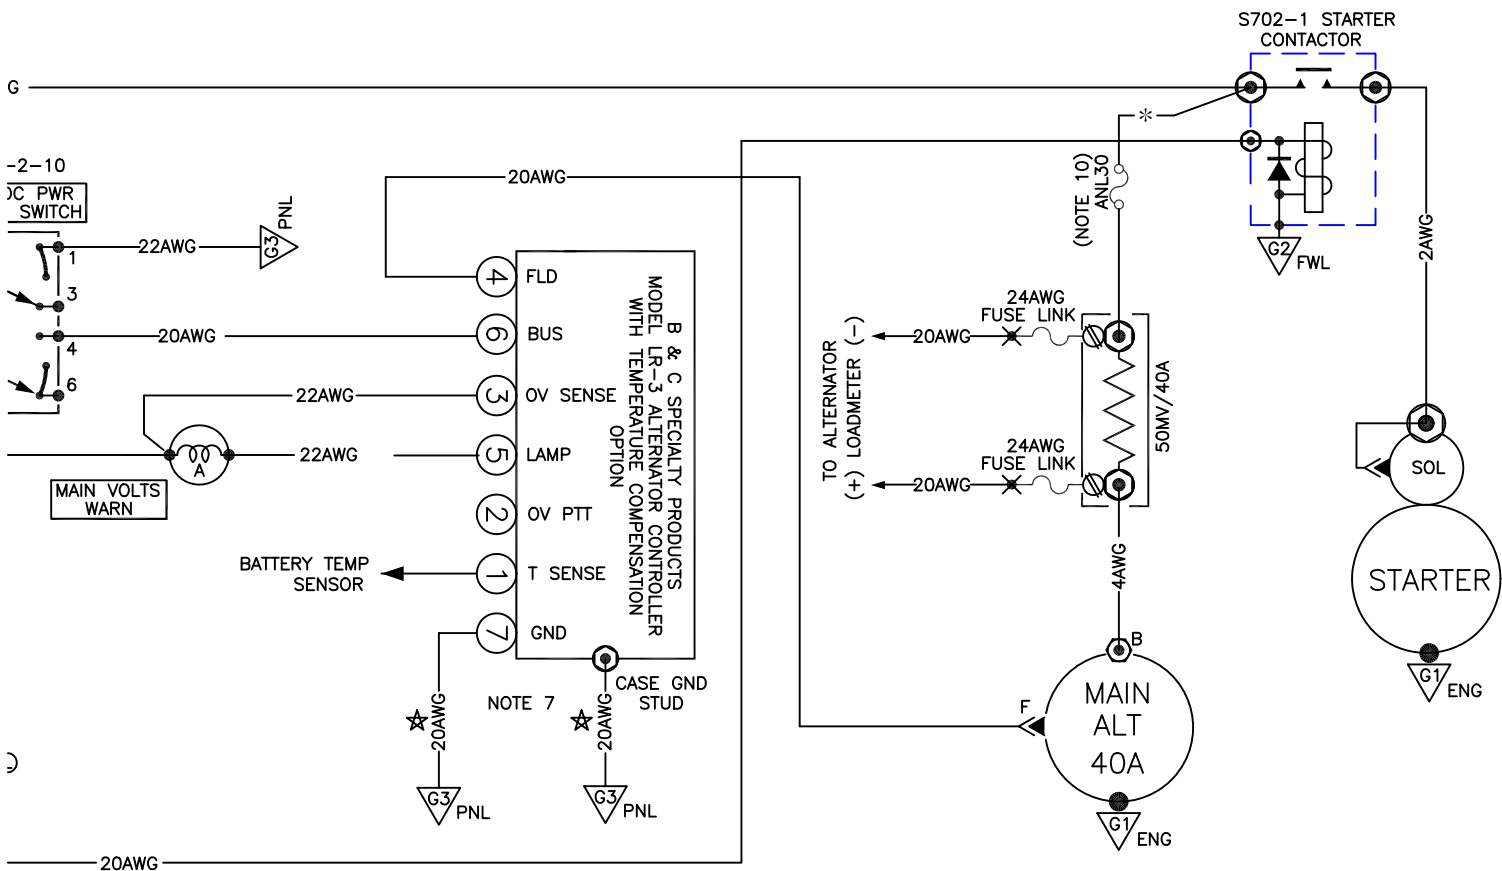 S702-1 STARTER
CONTACTOR
G
-2-10
DC PWR
SWITCH
1
3
4
6
22AWG
G3
PNL
20AWG
20AWG
22AWG
22AWG
A
MAIN VOLTS
WARN
BATTERY TEMP
SENSOR
4
FLD
6
BUS
3
OV SENSE
5
LAMP
2
OV PTT
1
T SENSE
7
GND
B & C SPECIALTY PRODUCTS
MODEL LR-3 ALTERNATOR CONTROLLER
WITH TEMPERATURE COMPENSATION
OPTION
CASE GND
STUD
NOTE 7
20AWG
20AWG
G3
PNL
G3
PNL
20AWG
*
(NOTE 10)
ANL30
G2
FWL
2AWG
24AWG
FUSE LINK
20AWG
TO ALTERNATOR
(+) LOADMETER (-)
24AWG
FUSE LINK
20AWG
50MV/40A
4AWG
B
F
MAIN
ALT
40A
G1
ENG
SOL
STARTER
G1
ENG